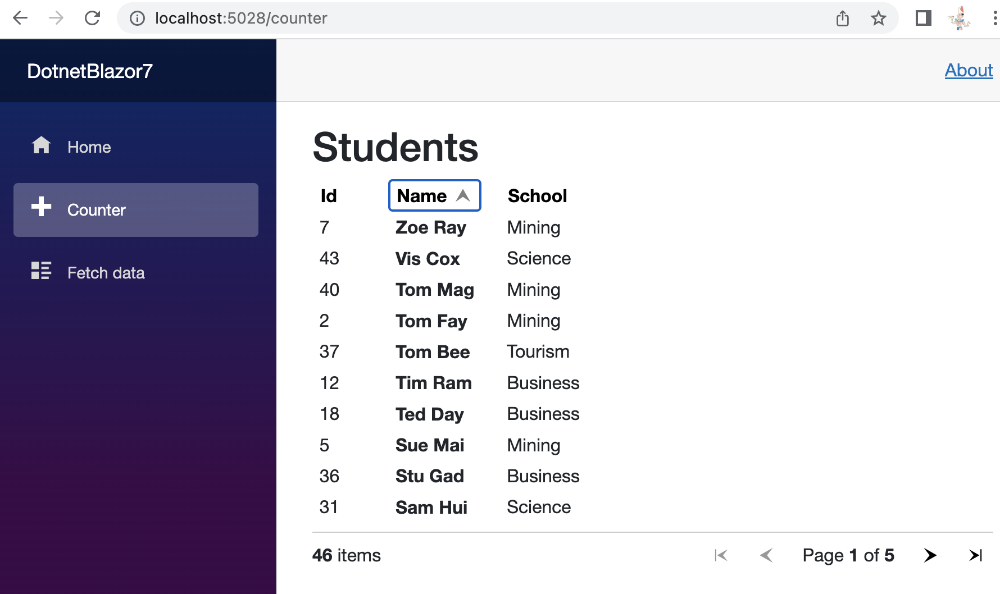 localhost:5028/counter
DotnetBlazor7
About
Home
Counter
Fetch data
Students
Id Name School
7 Zoe Ray Mining
43 Vis Cox Science
40 Tom Mag Mining
2 Tom Fay Mining
37 Tom Bee Tourism
12 Tim Ram Business
18 Ted Day Business
5 Sue Mai Mining
36 Stu Gad Business
31 Sam Hui Science
46 items Page 1 of 5